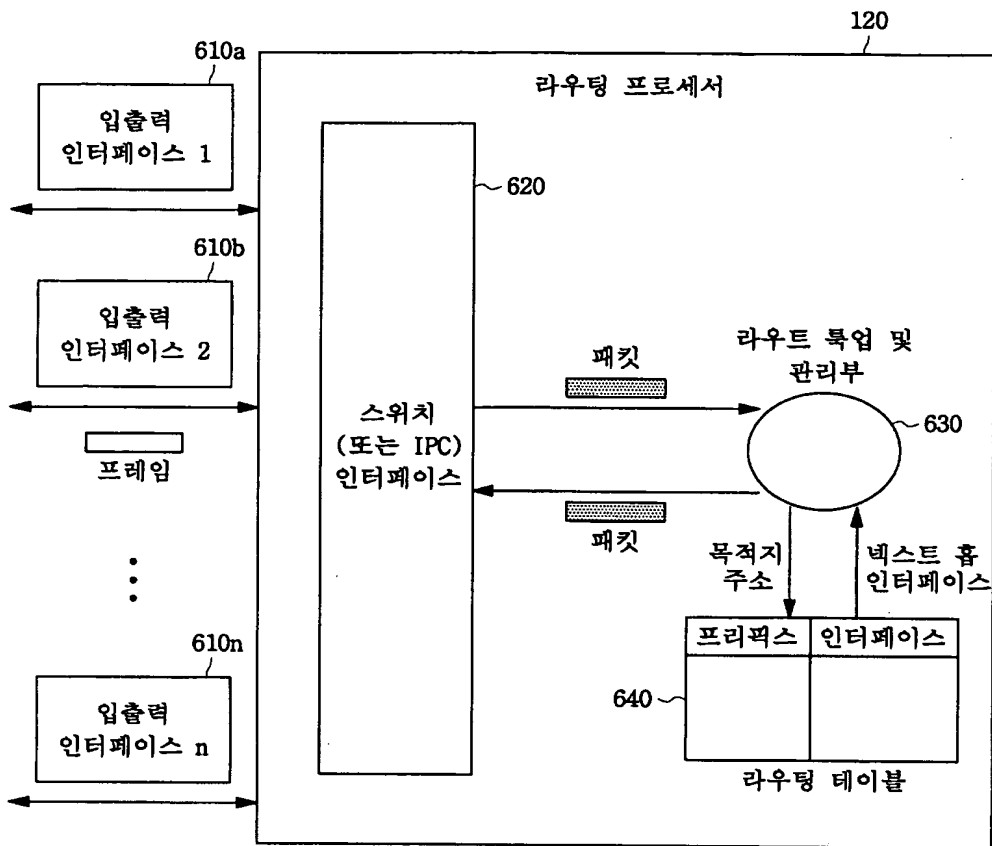 120
610a
라우팅 프로세서
입출력
인터페이스 1
620
610b
입출력
인터페이스 2
프레임
스위치
(또는 IPC)
인터페이스
패킷
라우트 룩업 및
관리부
630
패킷
목적지
주소
넥스트 홉
인터페이스
프리픽스
인터페이스
640
라우팅 테이블
610n
입출력
인터페이스 n